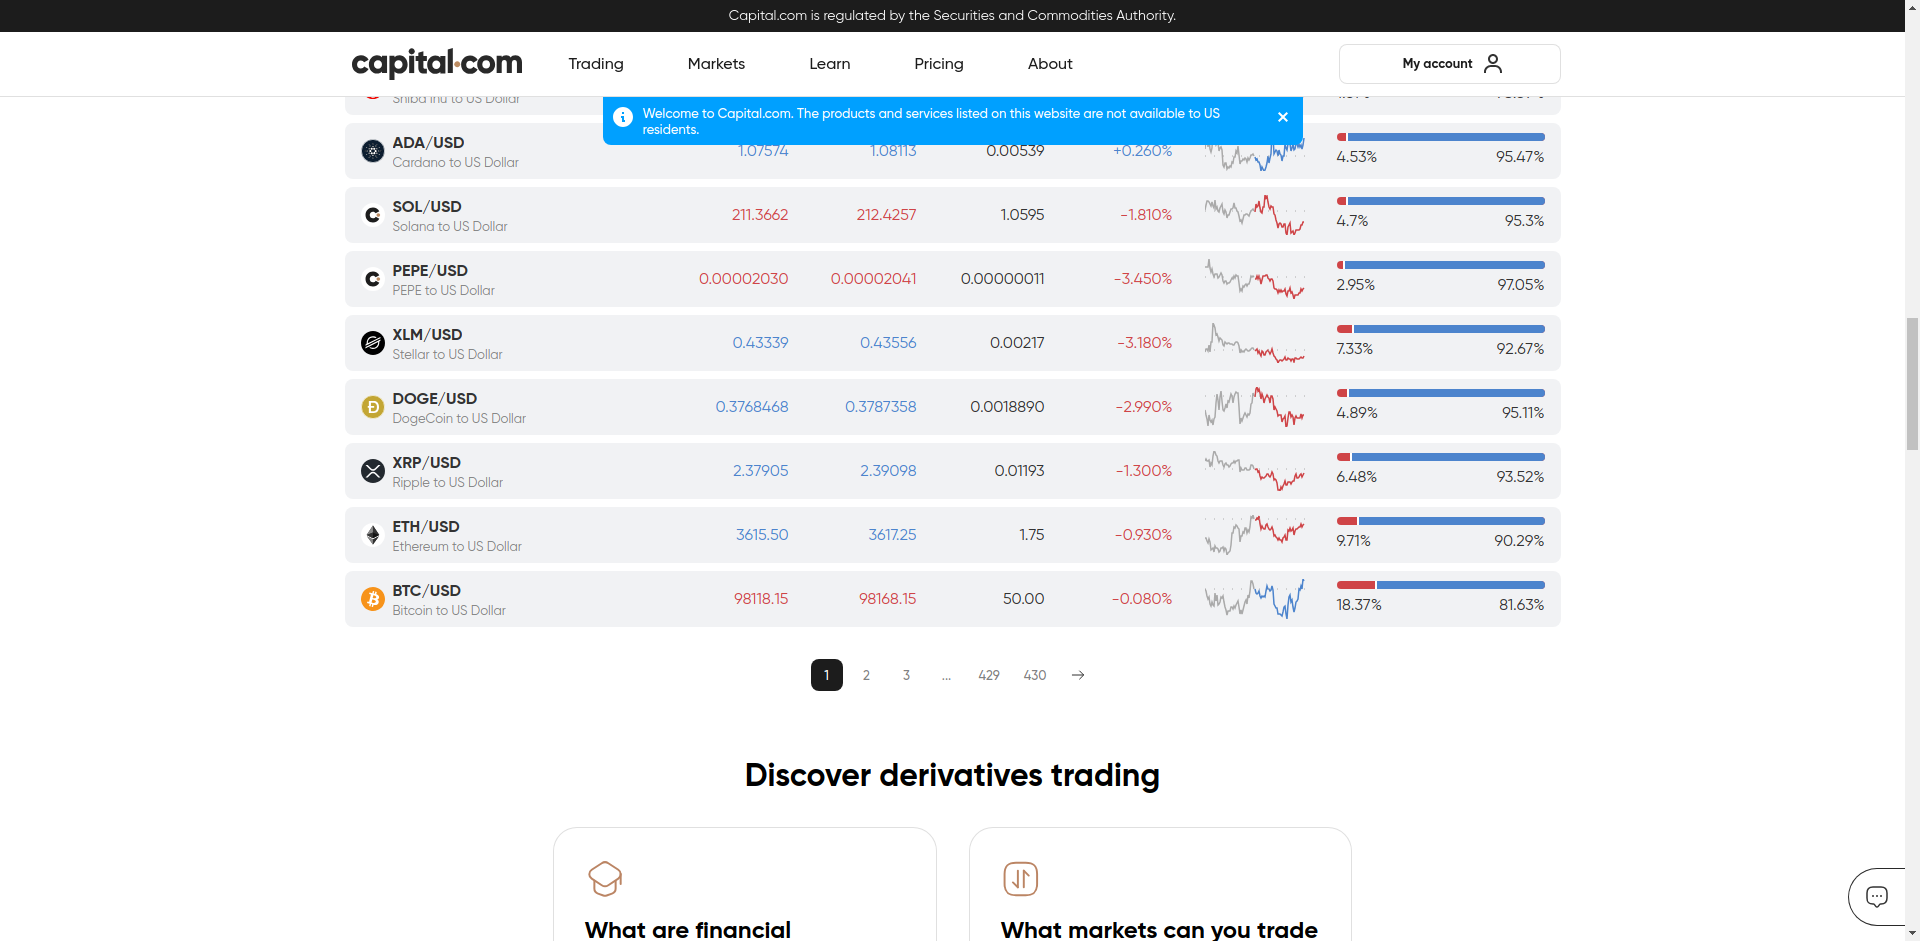 Capital.com is regulated by the Securities and Commodities Authority.
capital.com Trading Markets Learn Pricing About My account
Shiba Inu to US Dollar
Welcome to Capital.com. The products and services listed on this website are not available to US
residents.
ADA/USD
Cardano to US Dollar
1.07574 1.08113 0.00539 +0.260% 4.53% 95.47%
SOL/USD
Solana to US Dollar
211.3662 212.4257 1.0595 -1.810% 4.7% 95.3%
PEPE/USD
PEPE to US Dollar
0.00002030 0.00002041 0.00000011 -3.450% 2.95% 97.05%
XLM/USD
Stellar to US Dollar
0.43339 0.43556 0.00217 -3.180% 7.33% 92.67%
DOGE/USD
DogeCoin to US Dollar
0.3768468 0.3787358 0.0018890 -2.990% 4.89% 95.11%
XRP/USD
Ripple to US Dollar
2.37905 2.39098 0.01193 -1.300% 6.48% 93.52%
ETH/USD
Ethereum to US Dollar
3615.50 3617.25 1.75 -0.930% 9.71% 90.29%
BTC/USD
Bitcoin to US Dollar
98118.15 98168.15 50.00 -0.080% 18.37% 81.63%
1 2 3 ... 429 430
Discover derivatives trading
What are financial
What markets can you trade